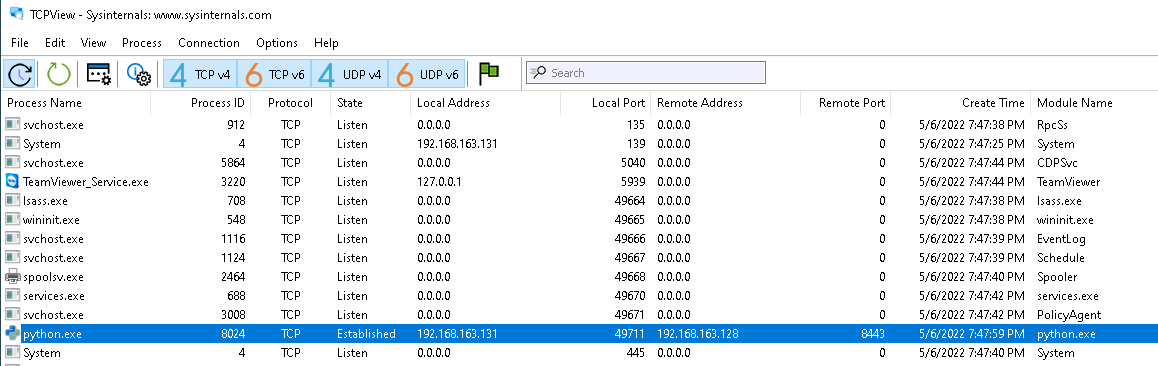 TCPView - Sysinternals: www.sysinternals.com
File Edit View Process Connection Options Help
4 TCP v4 6 TCP v6 4 UDP v4 6 UDP v6 Search
Process Name Process ID Protocol State Local Address Local Port Remote Address Remote Port Create Time Module Name
svchost.exe 912 TCP Listen 0.0.0.0 135 0.0.0.0 0 5/6/2022 7:47:38 PM RpcSs
System 4 TCP Listen 192.168.163.131 139 0.0.0.0 0 5/6/2022 7:47:25 PM System
svchost.exe 5864 TCP Listen 0.0.0.0 5040 0.0.0.0 0 5/6/2022 7:47:44 PM CDPSvc
TeamViewer_Service.exe 3220 TCP Listen 127.0.0.1 5939 0.0.0.0 0 5/6/2022 7:47:44 PM TeamViewer
lsass.exe 708 TCP Listen 0.0.0.0 49664 0.0.0.0 0 5/6/2022 7:47:38 PM lsass.exe
wininit.exe 548 TCP Listen 0.0.0.0 49665 0.0.0.0 0 5/6/2022 7:47:38 PM wininit.exe
svchost.exe 1116 TCP Listen 0.0.0.0 49666 0.0.0.0 0 5/6/2022 7:47:39 PM EventLog
svchost.exe 1124 TCP Listen 0.0.0.0 49667 0.0.0.0 0 5/6/2022 7:47:39 PM Schedule
spoolsv.exe 2464 TCP Listen 0.0.0.0 49668 0.0.0.0 0 5/6/2022 7:47:40 PM Spooler
services.exe 688 TCP Listen 0.0.0.0 49670 0.0.0.0 0 5/6/2022 7:47:42 PM services.exe
svchost.exe 3008 TCP Listen 0.0.0.0 49671 0.0.0.0 0 5/6/2022 7:47:42 PM PolicyAgent
python.exe 8024 TCP Established 192.168.163.131 49711 192.168.163.128 8443 5/6/2022 7:47:59 PM python.exe
System 4 TCP Listen 0.0.0.0 445 0.0.0.0 0 5/6/2022 7:47:40 PM System